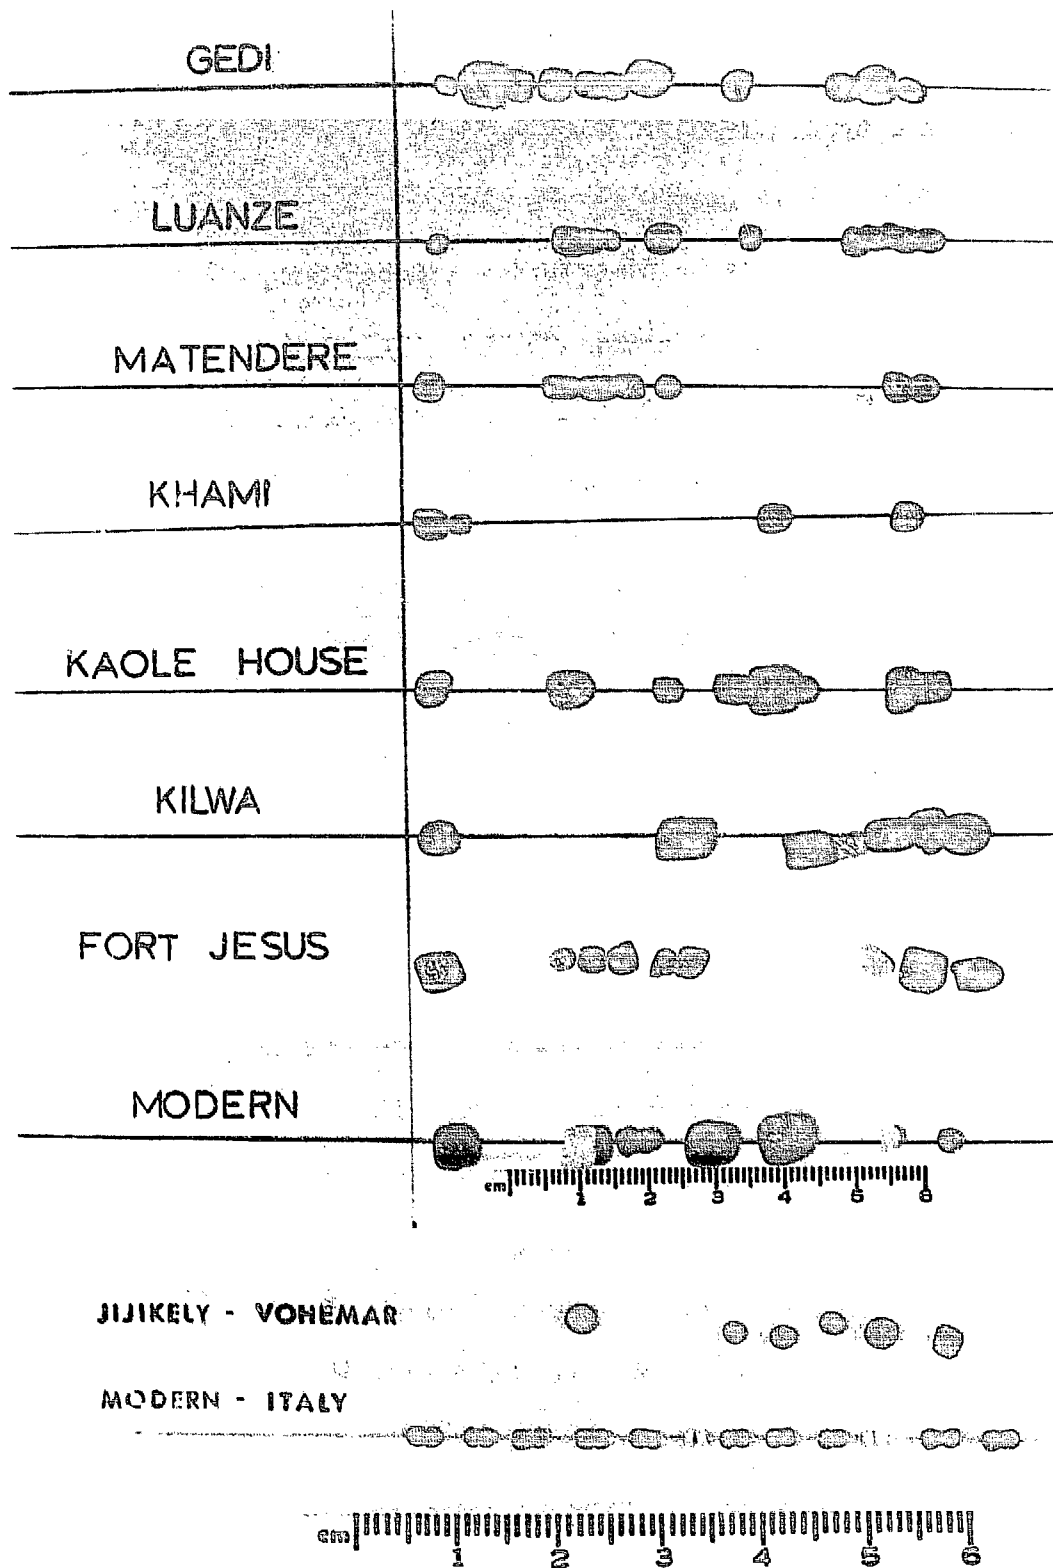 GEDI
LUANZE
MATENDERE
KHAMI
KAOLE HOUSE
KILWA
FORT JESUS
MODERN
cm 1 2 3 4 5 6
JIJIKELY - VOHEMAR
MODERN - ITALY
cm 1 2 3 4 5 6